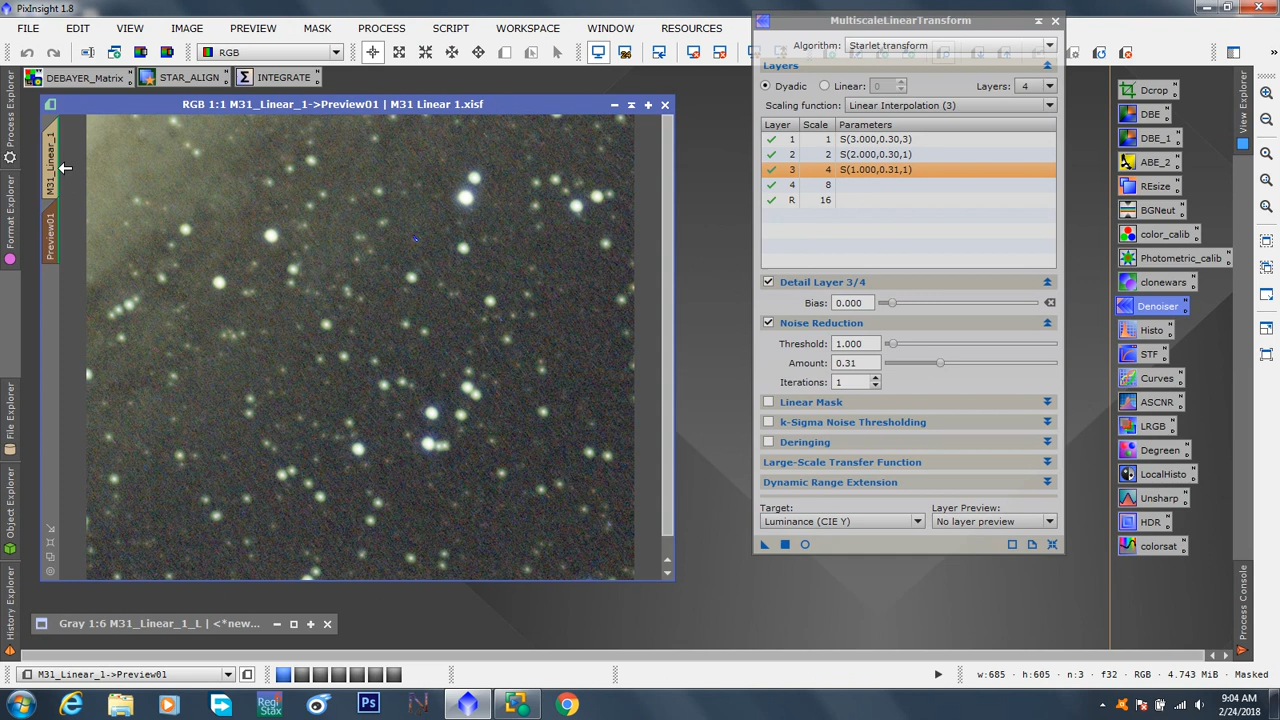 PixInsight 1.8
FILE EDIT VIEW IMAGE PREVIEW MASK PROCESS SCRIPT WORKSPACE WINDOW RESOURCES
RGB
DEBAYER_Matrix N D STAR_ALIGN N D INTEGRATE N D
RGB 1:1 M31_Linear_1->Preview01 | M31 Linear 1.xisf
M31_Linear_1
Preview01
Process Explorer
Format Explorer
File Explorer
Object Explorer
History Explorer
MultiscaleLinearTransform
Algorithm: Starlet transform
Layers
Dyadic Linear: 0 Layers: 4
Scaling function: Linear Interpolation (3)
Layer Scale Parameters
1 1 S(3.000,0.30,3)
2 2 S(2.000,0.30,1)
3 4 S(1.000,0.31,1)
4 8
R 16
Detail Layer 3/4
Bias: 0.000
Noise Reduction
Threshold: 1.000
Amount: 0.31
Iterations: 1
Linear Mask
k-Sigma Noise Thresholding
Deringing
Large-Scale Transfer Function
Dynamic Range Extension
Target: Layer Preview:
Luminance (CIE Y) No layer preview
Dcrop N D
DBE N D
DBE_1 N D
ABE_2 N D
REsize N D
BGNeut N D
color_calib N D
Photometric_calib N D
clonewars N D
Denoiser N D
Histo N D
STF N D
Curves N D
ASCNR N D
LRGB N D
Degreen N D
LocalHisto N D
Unsharp N D
HDR N D
colorsat N D
View Explorer
Process Console
Gray 1:6 M31_Linear_1_L | <*new...
M31_Linear_1->Preview01
w:685 | h:605 | n:3 | f32 | RGB | 4.743 MiB | Masked
Regi
Stax
Ps
9:04 AM
2/24/2018